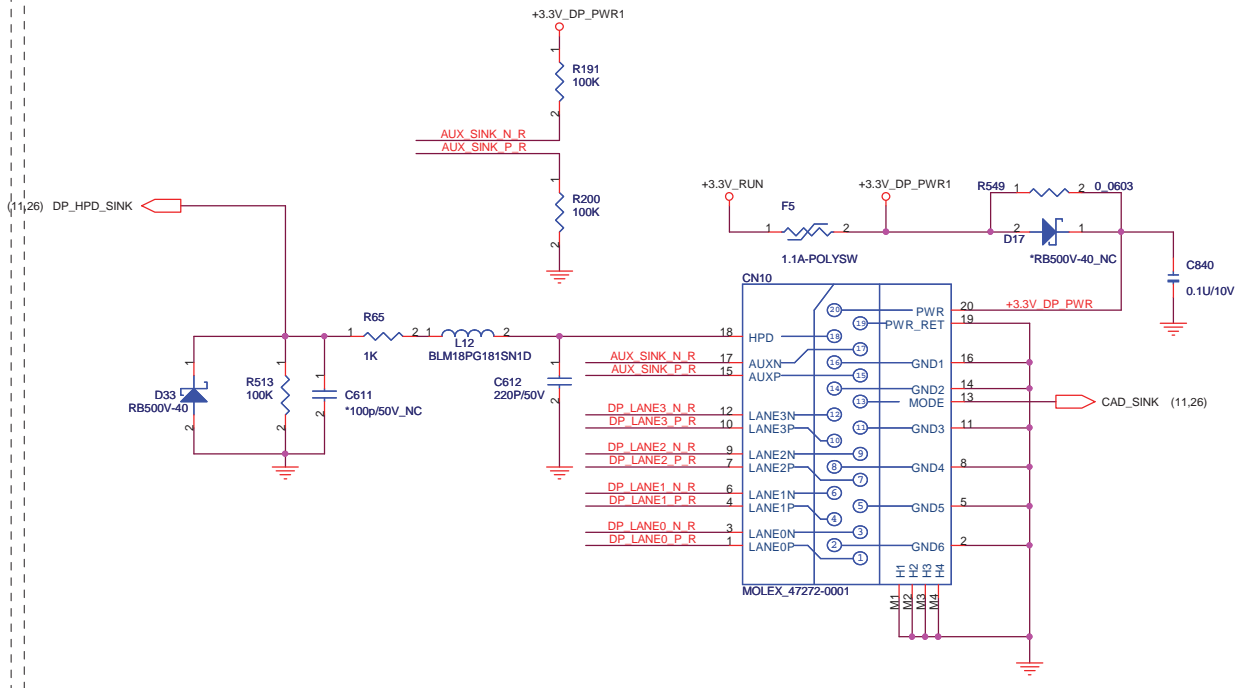 +3.3V_DP_PWR1
1
R191
100K
2
AUX_SINK_N_R
AUX_SINK_P_R
1
R200
100K
2
(11,26) DP_HPD_SINK
+3.3V_RUN
+3.3V_DP_PWR1
R549 1 2 0_0603
F5
1 2
1.1A-POLYSW
2 1
D17
*RB500V-40_NC
C840
0.1U/10V
+3.3V_DP_PWR
R65
1 2
1K
1 2
L12
BLM18PG181SN1D
1
D33
RB500V-40
2
1
R513
100K
2
1
C611
*100p/50V_NC
2
1
C612
220P/50V
2
CN10
18 HPD 18
AUX_SINK_N_R 17 AUXN 17
AUX_SINK_P_R 15 AUXP 15
DP_LANE3_N_R 12 LANE3N 12
DP_LANE3_P_R 10 LANE3P 10
DP_LANE2_N_R 9 LANE2N 9
DP_LANE2_P_R 7 LANE2P 7
DP_LANE1_N_R 6 LANE1N 6
DP_LANE1_P_R 4 LANE1P 4
DP_LANE0_N_R 3 LANE0N 3
DP_LANE0_P_R 1 LANE0P 1
20 PWR 20
19 PWR_RET 19
16 GND1 16
14 GND2 14
13 MODE 13
CAD_SINK (11,26)
11 GND3 11
8 GND4 8
5 GND5 5
2 GND6 2
H1 H2 H3 H4
M1 M2 M3 M4
MOLEX_47272-0001